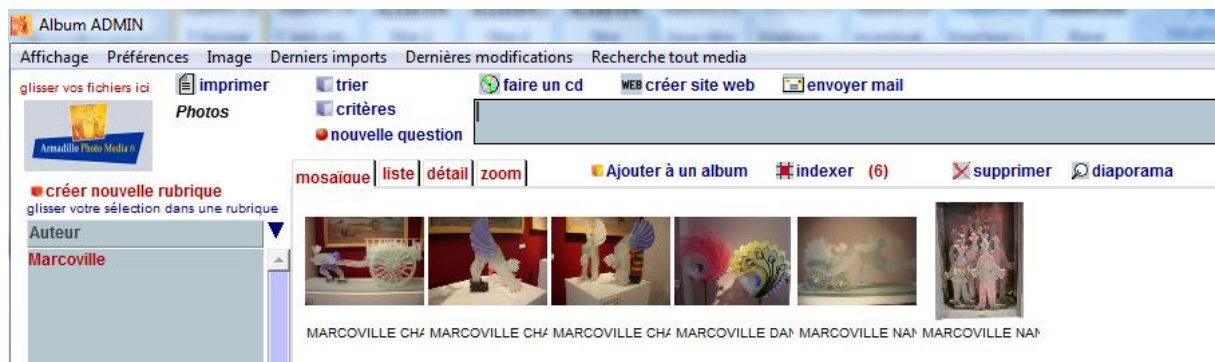 Album ADMIN
Affichage Préférences Image Derniers imports Dernières modifications Recherche tout media
glisser vos fichiers ici imprimer trier faire un cd WEB créer site web envoyer mail
Photos critères
Armadillo Photo Media 8 nouvelle question
mosaïque liste détail zoom Ajouter à un album indexer (6) supprimer diaporama
créer nouvelle rubrique
glisser votre sélection dans une rubrique
Auteur
Marcoville
MARCOVILLE CHA MARCOVILLE CHA MARCOVILLE CHA MARCOVILLE DAN MARCOVILLE NAN MARCOVILLE NAN